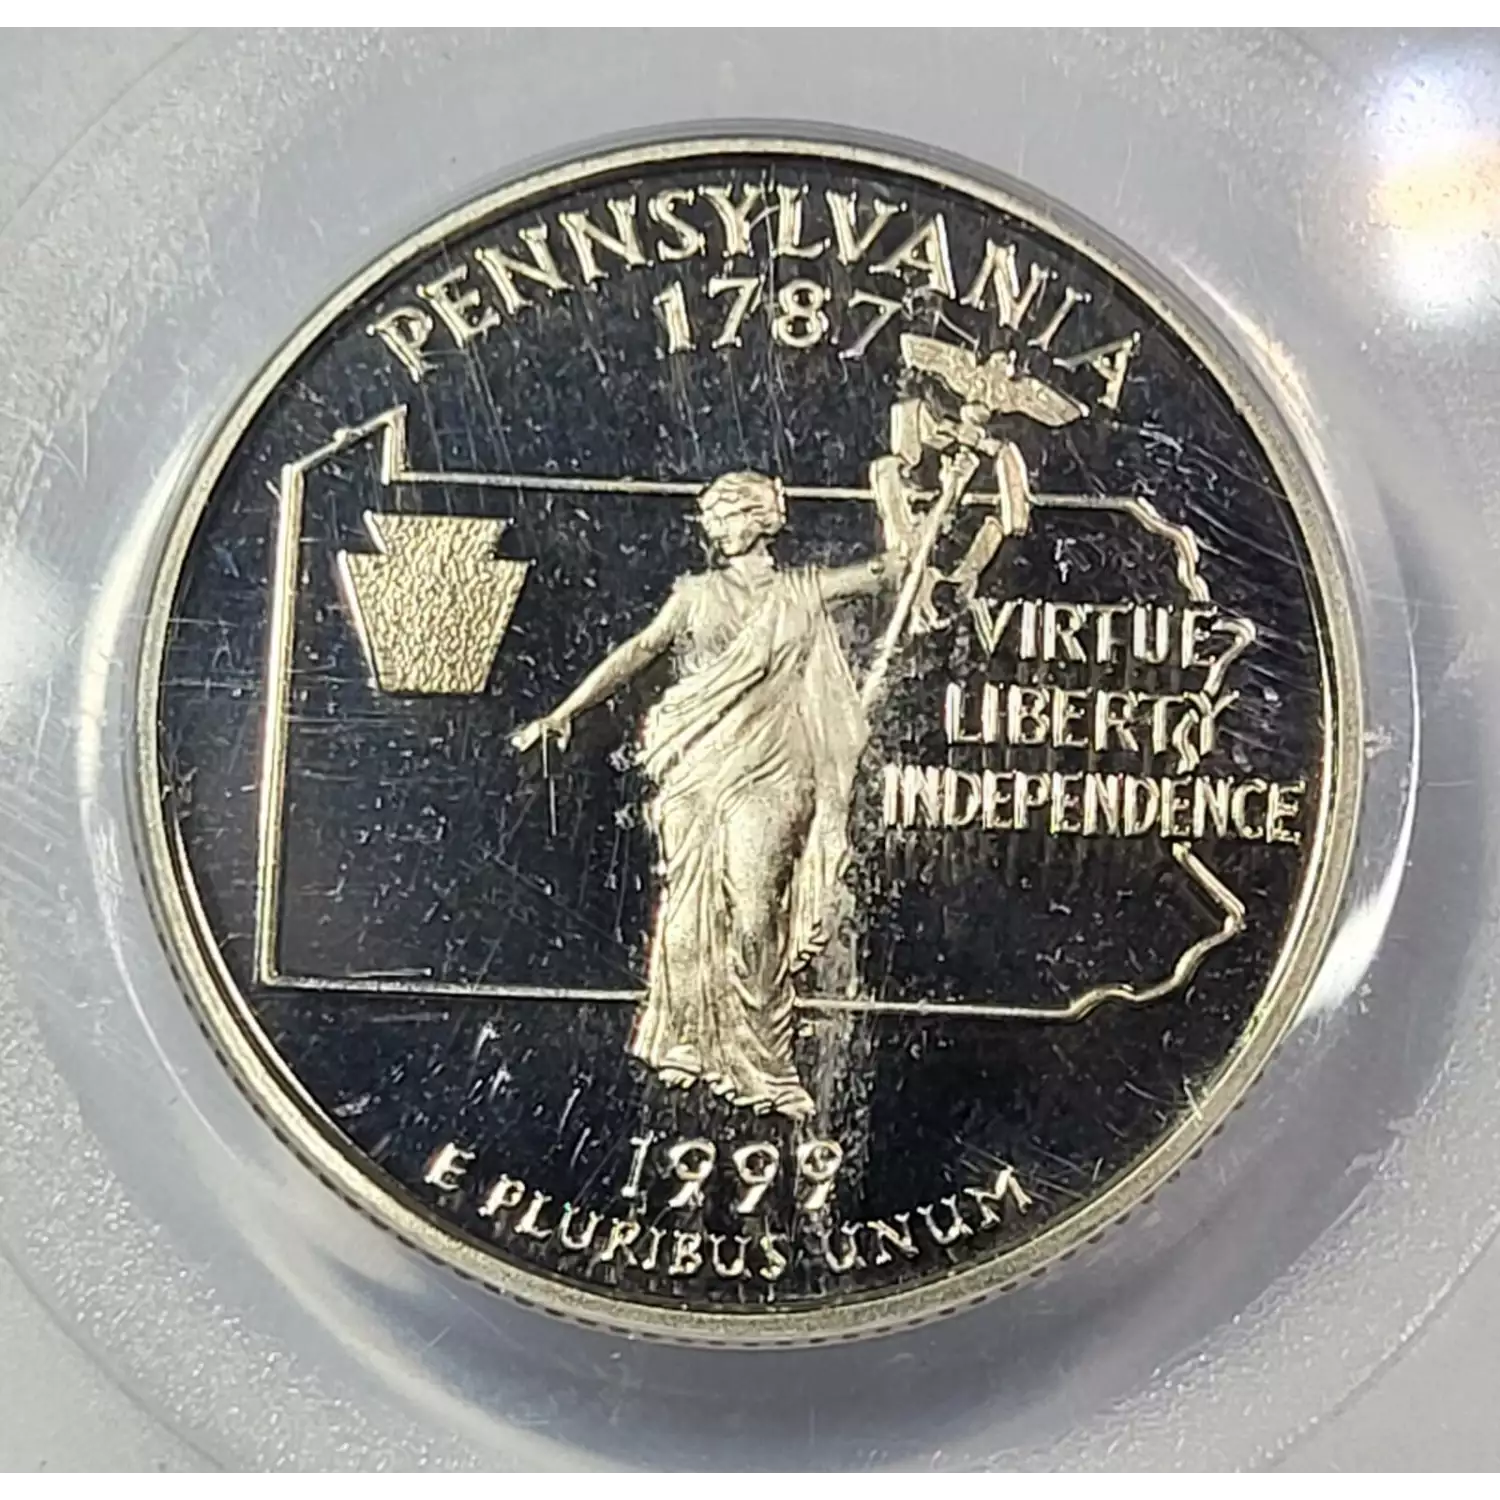 PENNSYLVANIA
1787
VIRTUE
LIBERTY
INDEPENDENCE
1999
E PLURIBUS UNUM